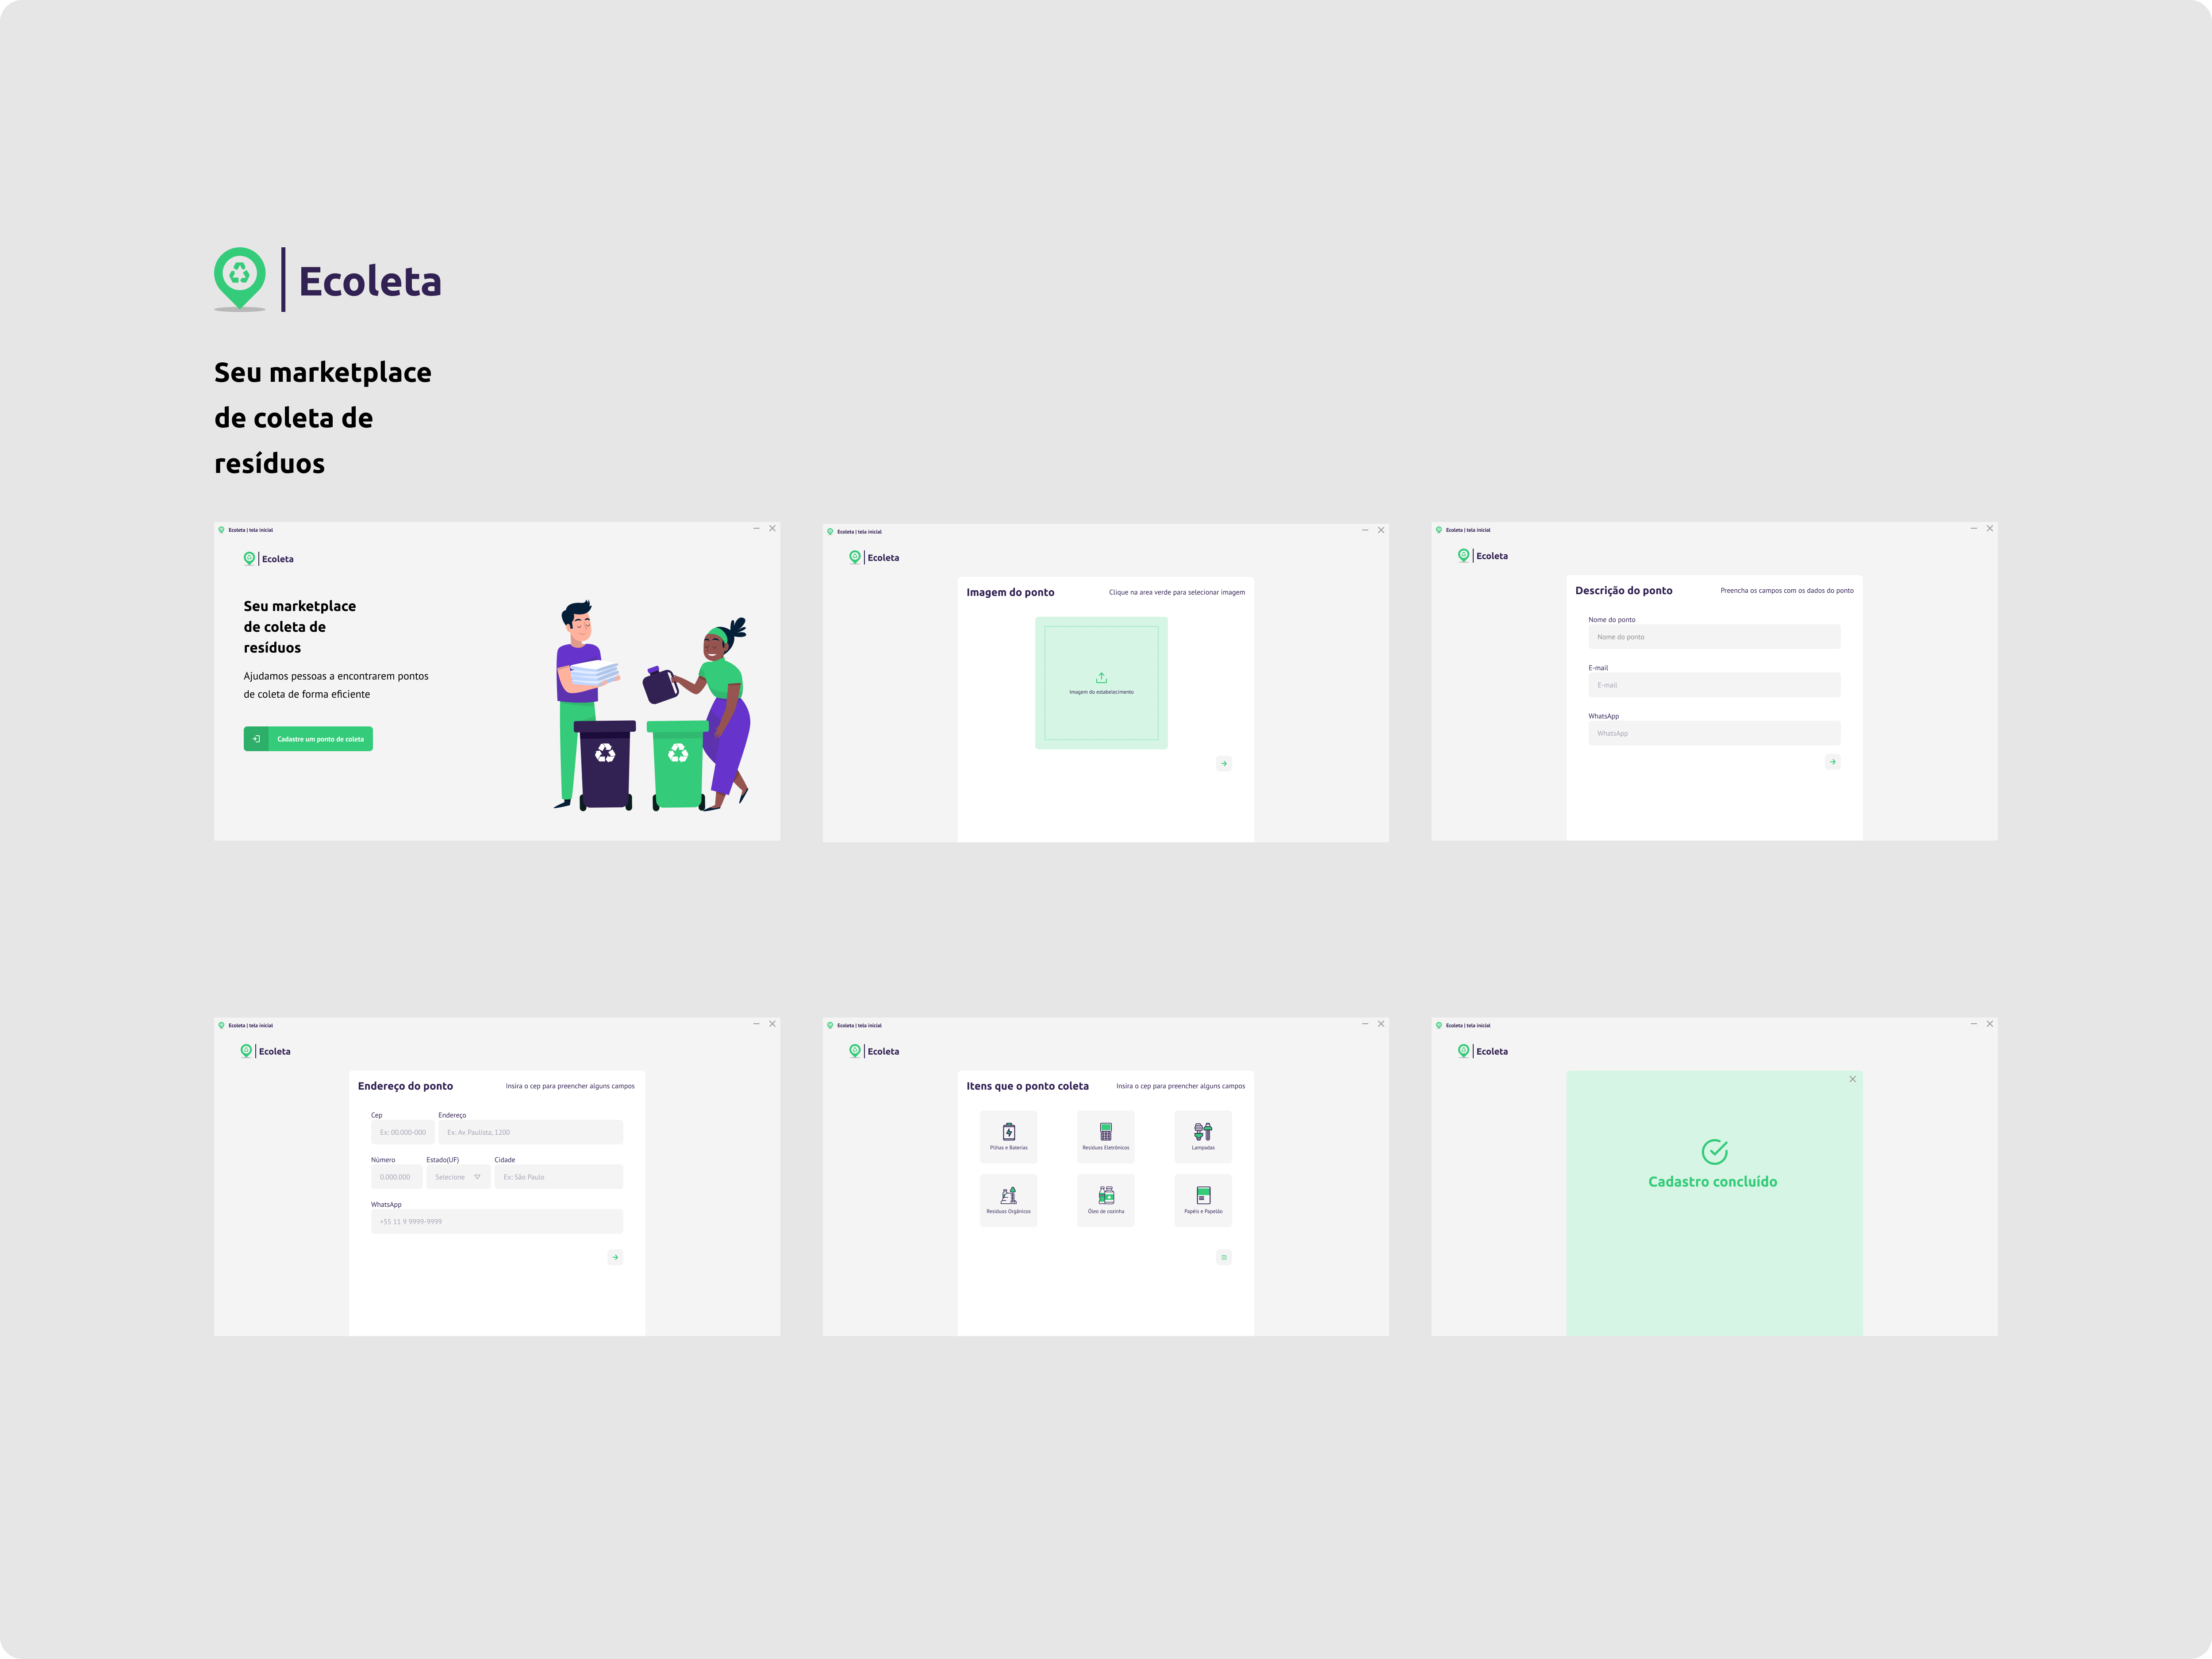 Ecoleta
Seu marketplace
de coleta de
resíduos
Ecoleta | tela inicial
Ecoleta
Seu marketplace
de coleta de
resíduos
Ajudamos pessoas a encontrarem pontos
de coleta de forma eficiente
Cadastre um ponto de coleta
Ecoleta | tela inicial
Ecoleta
Imagem do ponto
Clique na area verde para selecionar imagem
Imagem do estabelecimento
Ecoleta | tela inicial
Ecoleta
Descrição do ponto
Preencha os campos com os dados do ponto
Nome do ponto
Nome do ponto
E-mail
E-mail
WhatsApp
WhatsApp
Ecoleta | tela inicial
Ecoleta
Endereço do ponto
Insira o cep para preencher alguns campos
Cep
Endereço
Ex: 00.000-000
Ex: Av. Paulista, 1200
Número
Estado(UF)
Cidade
0.000.000
Selecione
Ex: São Paulo
WhatsApp
+55 11 9 9999-9999
Ecoleta | tela inicial
Ecoleta
Itens que o ponto coleta
Insira o cep para preencher alguns campos
Pilhas e Baterias
Resíduos Eletrônicos
Lampadas
Resíduos Orgânicos
Óleo de cozinha
Papéis e Papelão
Ecoleta | tela inicial
Ecoleta
Cadastro concluído